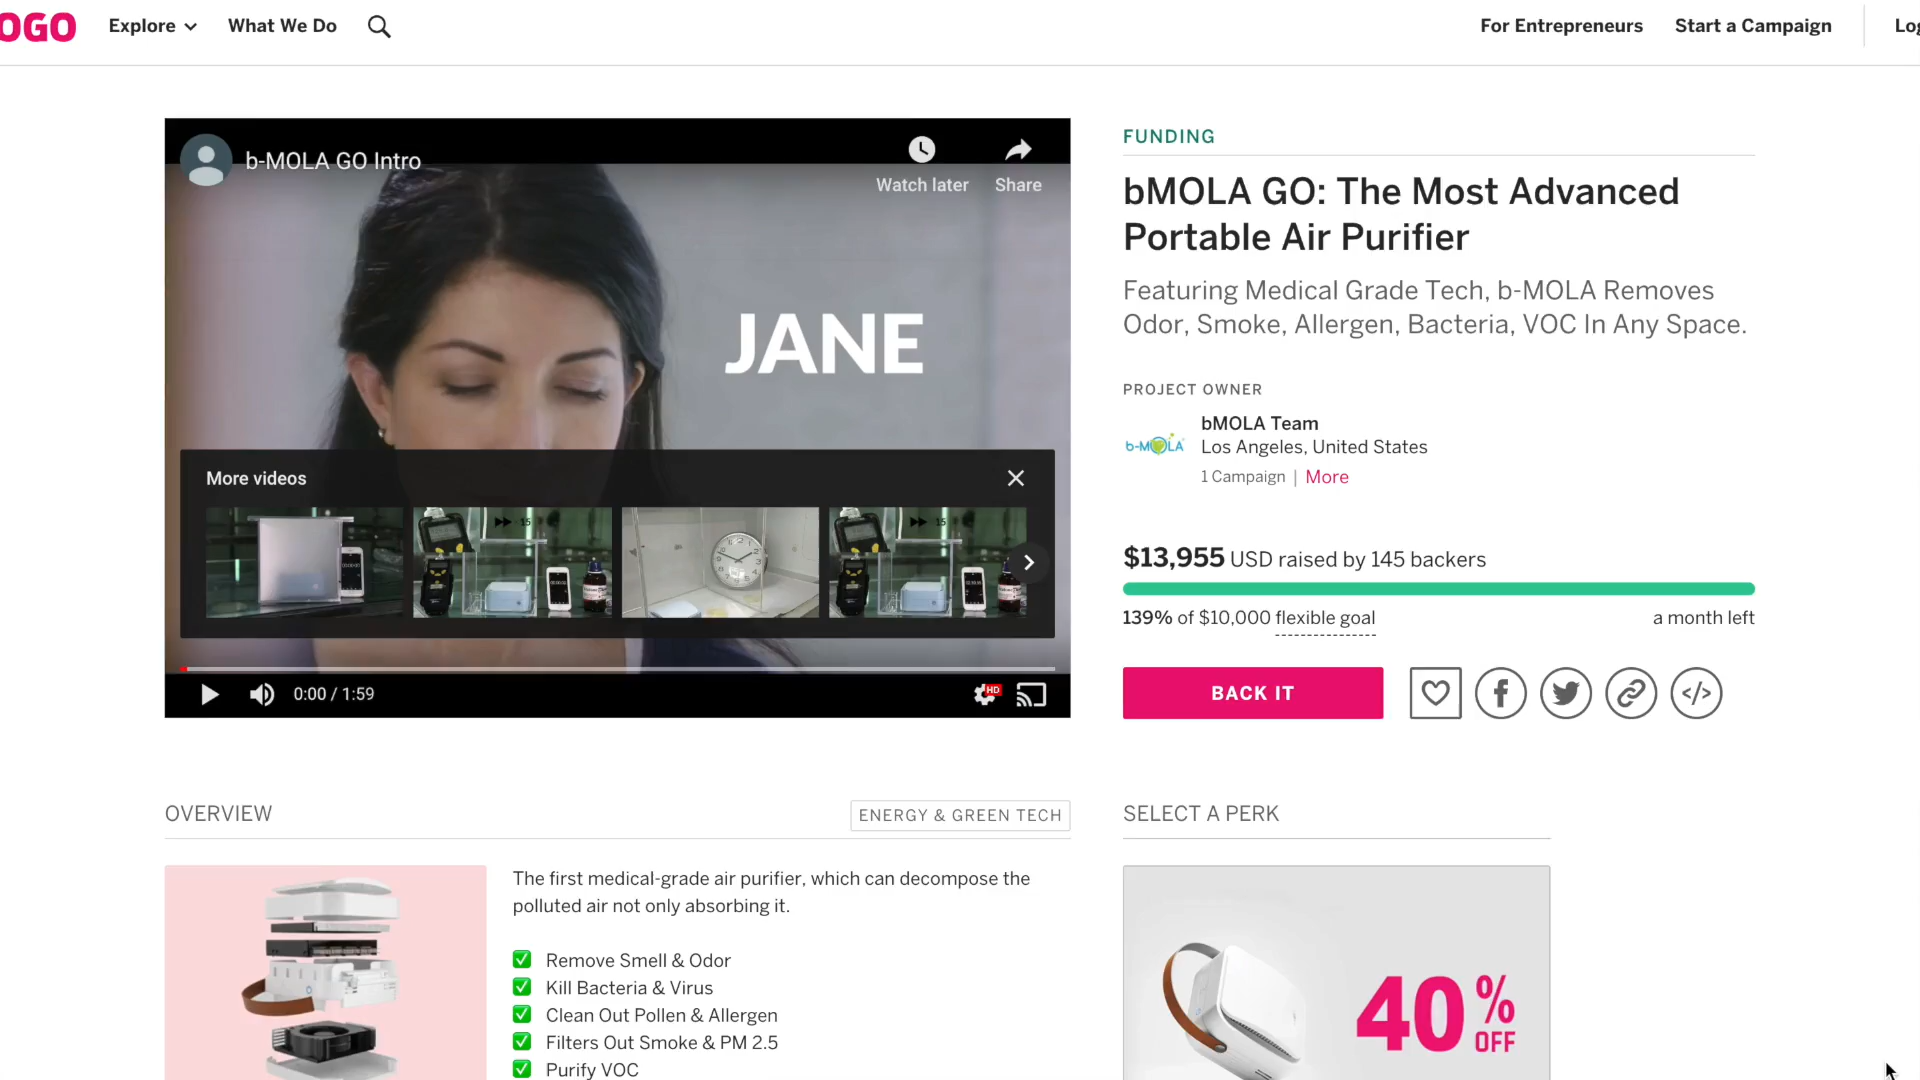 OGO
Explore
What We Do
For Entrepreneurs
Start a Campaign
Log
b-MOLA GO Intro
Watch later
Share
JANE
More videos
15
15
0:00 / 1:59
HD
FUNDING
bMOLA GO: The Most Advanced
Portable Air Purifier
Featuring Medical Grade Tech, b-MOLA Removes
Odor, Smoke, Allergen, Bacteria, VOC In Any Space.
PROJECT OWNER
b-MOLA
bMOLA Team
Los Angeles, United States
1 Campaign | More
$13,955 USD raised by 145 backers
139% of $10,000 flexible goal
a month left
BACK IT
OVERVIEW
ENERGY & GREEN TECH
The first medical-grade air purifier, which can decompose the
polluted air not only absorbing it.
✅ Remove Smell & Odor
✅ Kill Bacteria & Virus
✅ Clean Out Pollen & Allergen
✅ Filters Out Smoke & PM 2.5
✅ Purify VOC
SELECT A PERK
40% OFF